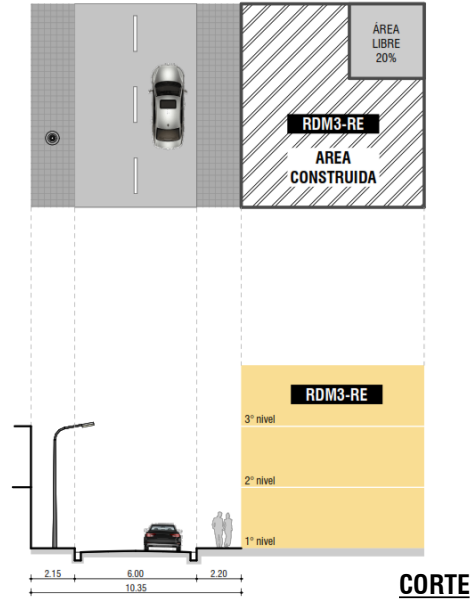 ÁREA
LIBRE
20%
RDM3-RE
AREA
CONSTRUIDA
RDM3-RE
3° nivel
2° nivel
1° nivel
2.15 6.00 2.20
10.35
CORTE